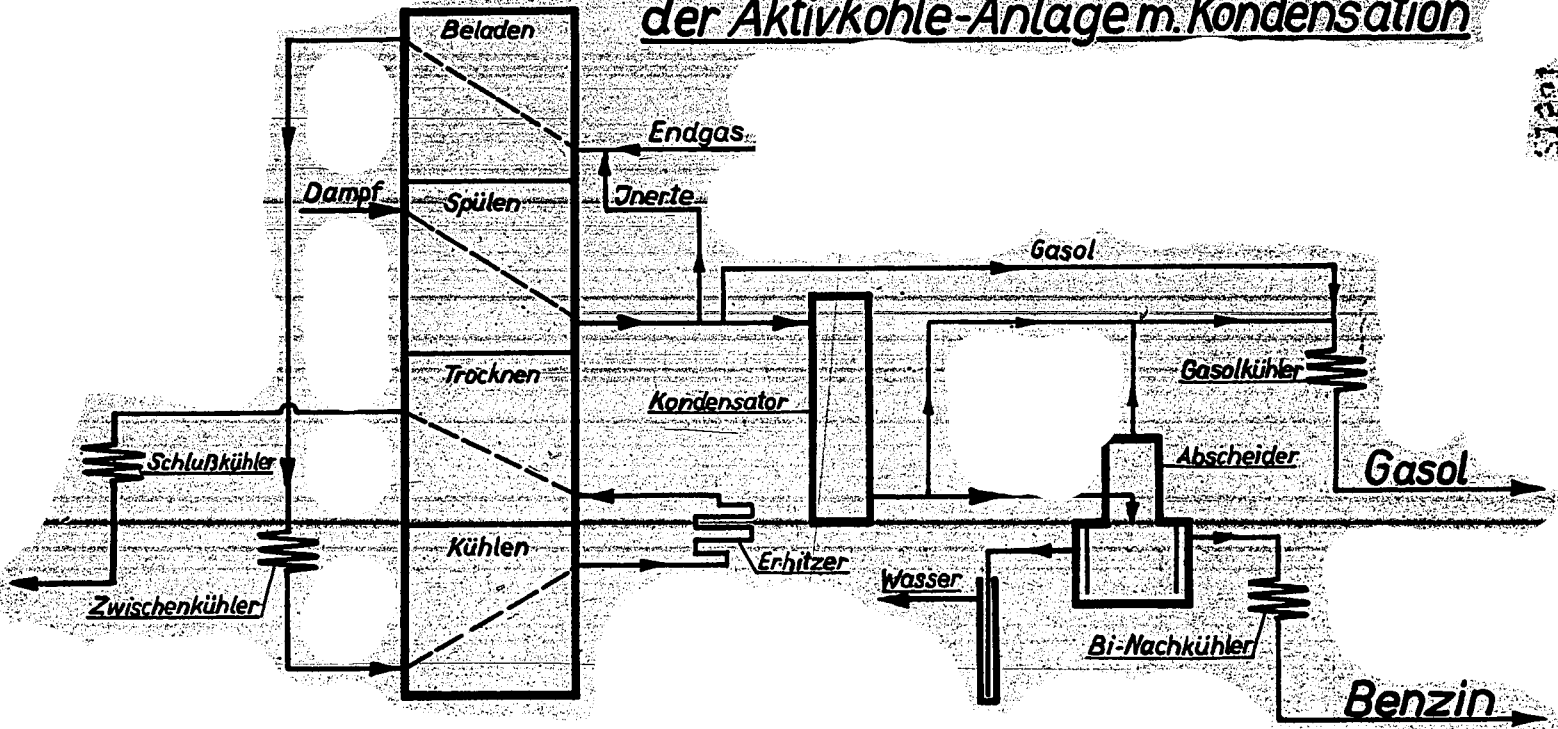 der Aktivkohle-Anlage m. Kondensation
Beladen
Endgas
Dampf
Spülen
Jnerte
Gasol
Trocknen
Kondensator
Gasolkühler
Schlußkühler
Abscheider
Gasol
Kühlen
Erhitzer
Wasser
Zwischenkühler
Bi-Nachkühler
Benzin